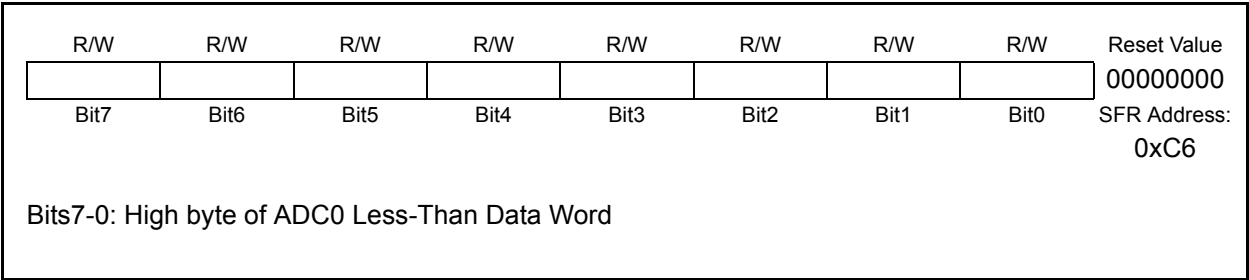 R/W R/W R/W R/W R/W R/W R/W R/W Reset Value
00000000
Bit7 Bit6 Bit5 Bit4 Bit3 Bit2 Bit1 Bit0 SFR Address:
0xC6
Bits7-0: High byte of ADC0 Less-Than Data Word